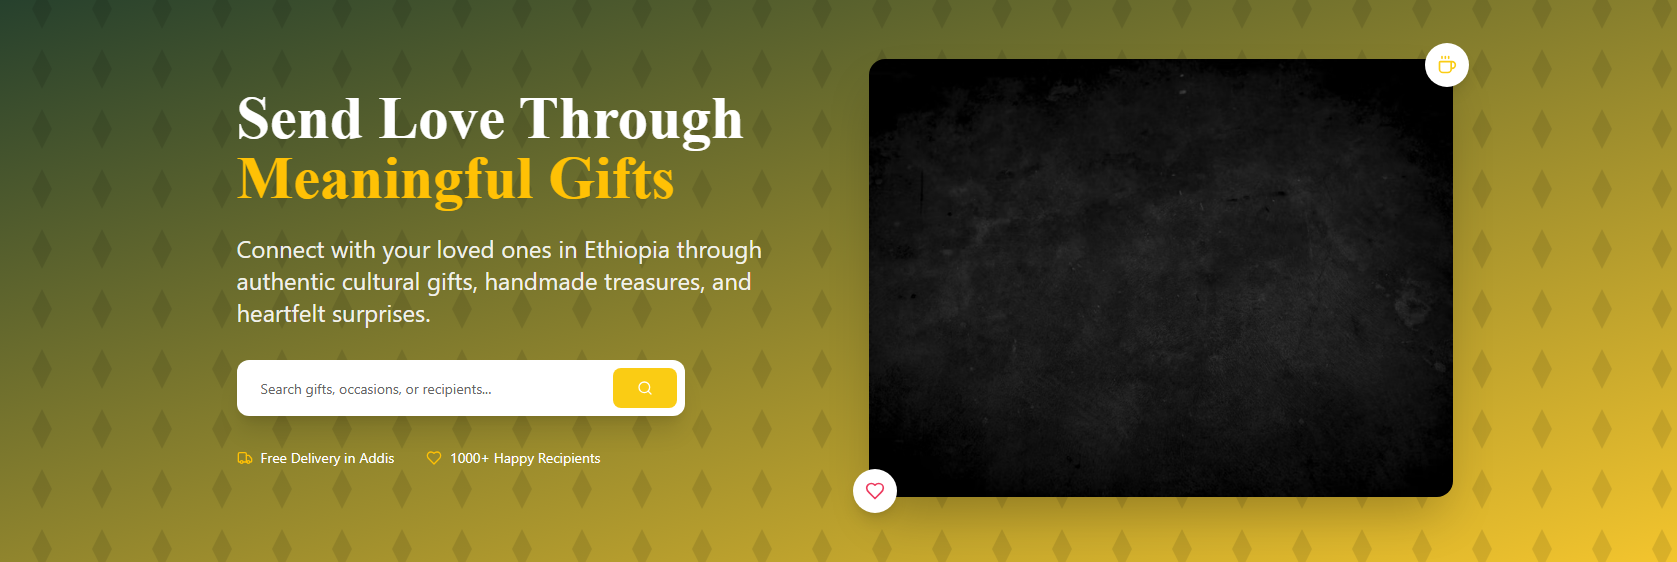 Send Love Through
Meaningful Gifts
Connect with your loved ones in Ethiopia through
authentic cultural gifts, handmade treasures, and
heartfelt surprises.
Search gifts, occasions, or recipients...
Free Delivery in Addis
1000+ Happy Recipients